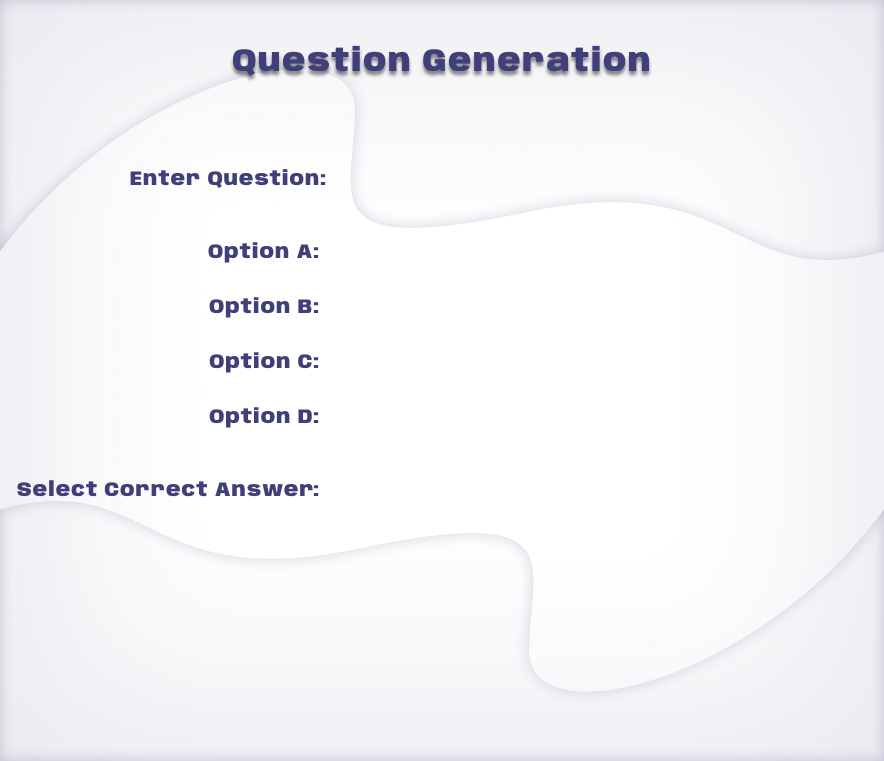 Question Generation
Enter Question:
Option A:
Option B:
Option C:
Option D:
Select Correct Answer: